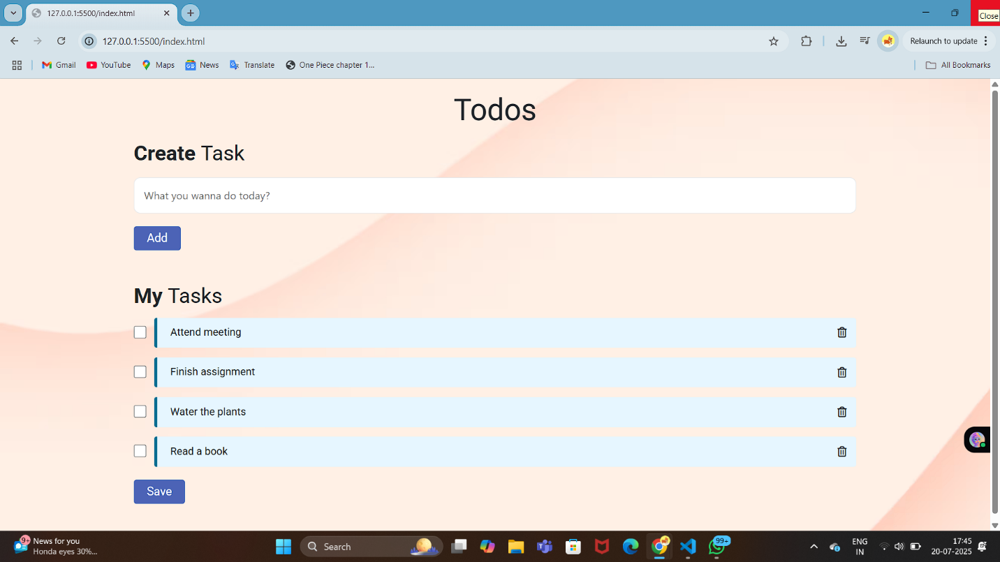 127.0.0.1:5500/index.html
Close
127.0.0.1:5500/index.html
Relaunch to update
Gmail
YouTube
Maps
News
Translate
One Piece chapter 1...
All Bookmarks
Todos
Create Task
What you wanna do today?
Add
My Tasks
Attend meeting
Finish assignment
Water the plants
Read a book
Save
9+
News for you
Honda eyes 30%...
Search
99+
ENG
IN
17:45
20-07-2025